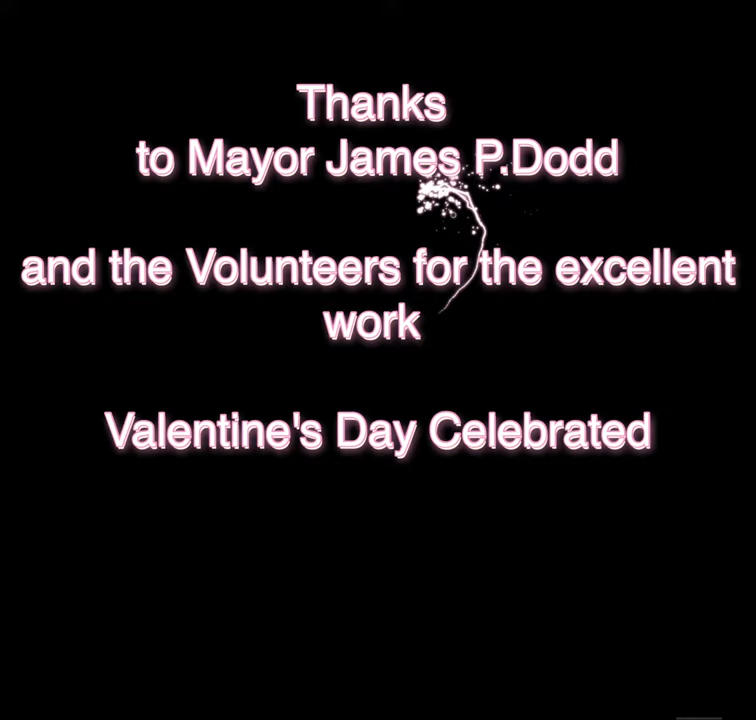 Thanks
to Mayor James P.Dodd
and the Volunteers for the excellent
work
Valentine's Day Celebrated